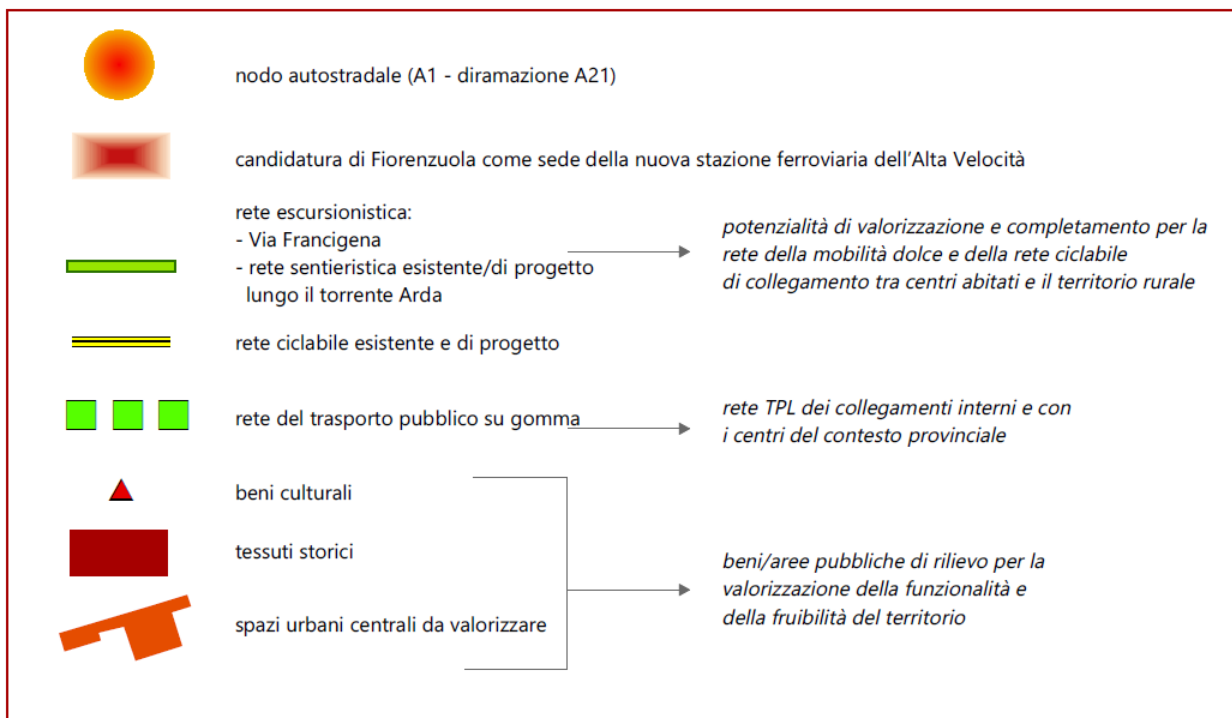 nodo autostradale (A1 - diramazione A21)
candidatura di Fiorenzuola come sede della nuova stazione ferroviaria dell'Alta Velocità
rete escursionistica:
- Via Francigena
- rete sentieristica esistente/di progetto
lungo il torrente Arda
potenzialità di valorizzazione e completamento per la
rete della mobilità dolce e della rete ciclabile
di collegamento tra centri abitati e il territorio rurale
rete ciclabile esistente e di progetto
rete del trasporto pubblico su gomma
rete TPL dei collegamenti interni e con
i centri del contesto provinciale
beni culturali
tessuti storici
spazi urbani centrali da valorizzare
beni/aree pubbliche di rilievo per la
valorizzazione della funzionalità e
della fruibilità del territorio